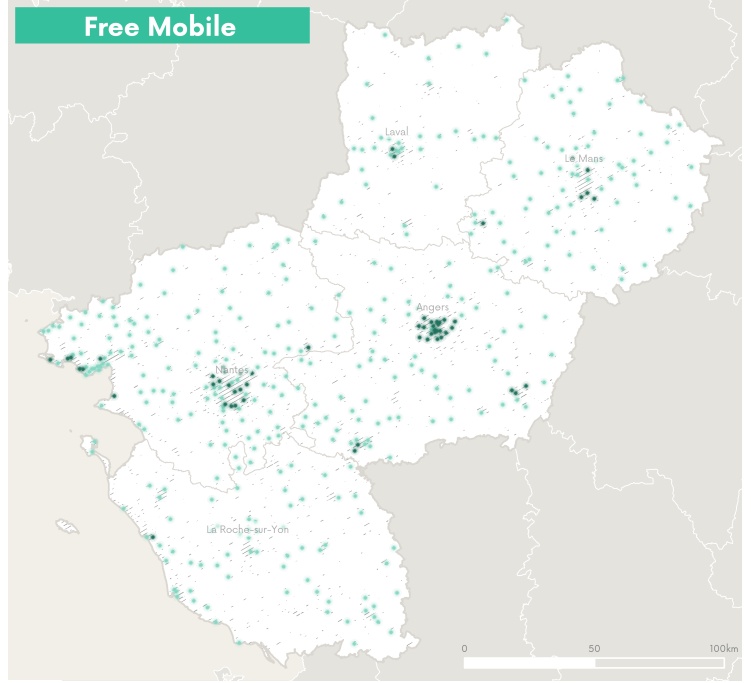 Free Mobile
Laval
Le Mans
Angers
Nantes
La Roche-sur-Yon
0 50 100km